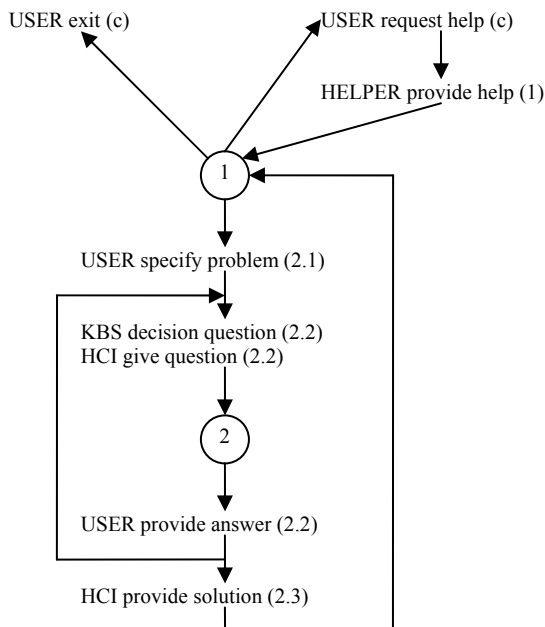 USER exit (c)
USER request help (c)
HELPER provide help (1)
1
USER specify problem (2.1)
KBS decision question (2.2)
HCI give question (2.2)
2
USER provide answer (2.2)
HCI provide solution (2.3)